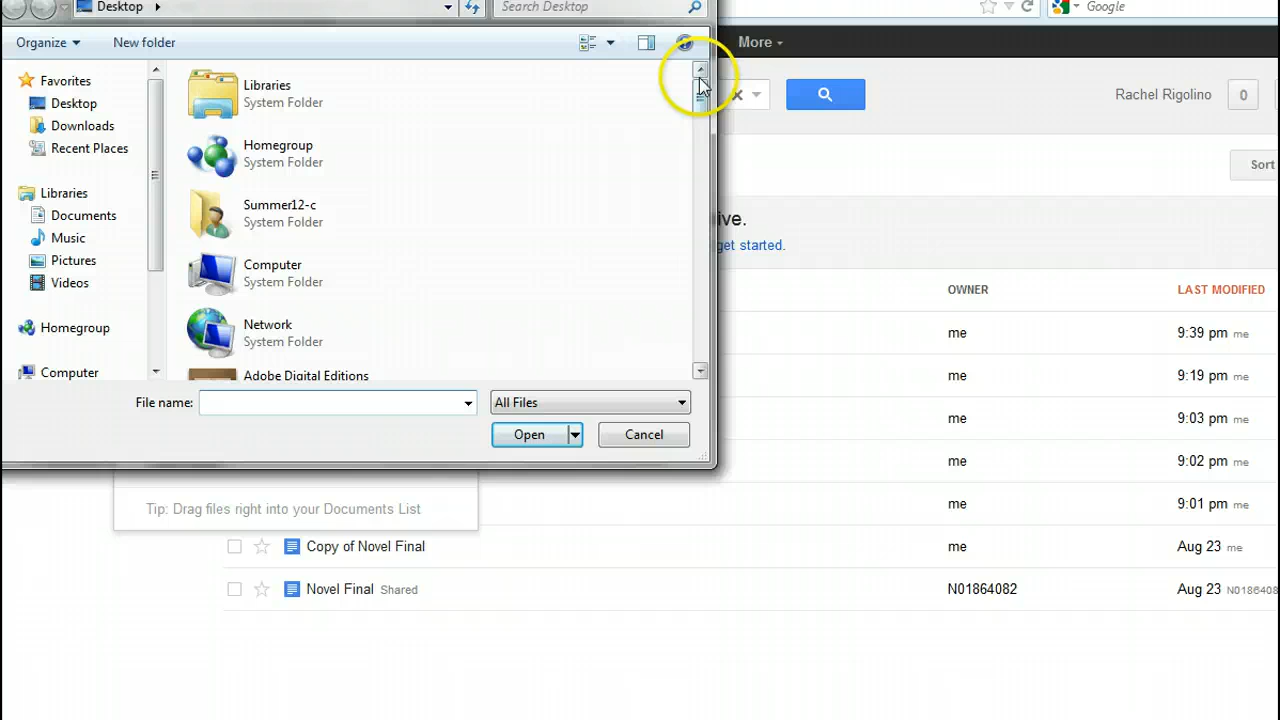 Desktop
Search Desktop
Google
Organize
New folder
More
Favorites
Desktop
Downloads
Recent Places
Libraries
Documents
Music
Pictures
Videos
Homegroup
Computer
Libraries
System Folder
Homegroup
System Folder
Summer12-c
System Folder
Computer
System Folder
Network
System Folder
Adobe Digital Editions
File name:
All Files
Open
Cancel
Rachel Rigolino
0
Sort
ive.
get started.
OWNER
LAST MODIFIED
me
9:39 pm me
me
9:19 pm me
me
9:03 pm me
me
9:02 pm me
me
9:01 pm me
Tip: Drag files right into your Documents List
Copy of Novel Final
me
Aug 23 me
Novel Final Shared
N01864082
Aug 23 N0186408